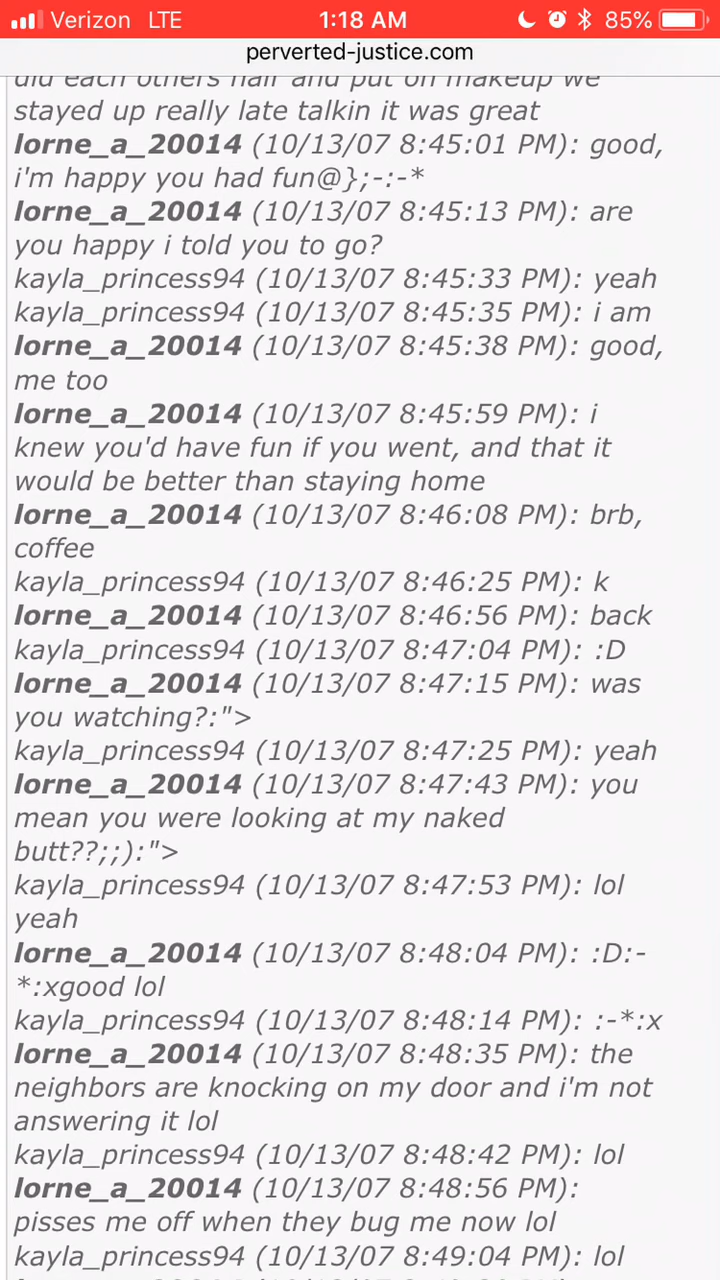 Verizon LTE 1:18 AM 85%
perverted-justice.com
did each others hair and put on makeup we
stayed up really late talkin it was great
lorne_a_20014 (10/13/07 8:45:01 PM): good,
i'm happy you had fun@};-:-*
lorne_a_20014 (10/13/07 8:45:13 PM): are
you happy i told you to go?
kayla_princess94 (10/13/07 8:45:33 PM): yeah
kayla_princess94 (10/13/07 8:45:35 PM): i am
lorne_a_20014 (10/13/07 8:45:38 PM): good,
me too
lorne_a_20014 (10/13/07 8:45:59 PM): i
knew you'd have fun if you went, and that it
would be better than staying home
lorne_a_20014 (10/13/07 8:46:08 PM): brb,
coffee
kayla_princess94 (10/13/07 8:46:25 PM): k
lorne_a_20014 (10/13/07 8:46:56 PM): back
kayla_princess94 (10/13/07 8:47:04 PM): :D
lorne_a_20014 (10/13/07 8:47:15 PM): was
you watching?:">
kayla_princess94 (10/13/07 8:47:25 PM): yeah
lorne_a_20014 (10/13/07 8:47:43 PM): you
mean you were looking at my naked
butt??;;):">
kayla_princess94 (10/13/07 8:47:53 PM): lol
yeah
lorne_a_20014 (10/13/07 8:48:04 PM): :D:-
*:xgood lol
kayla_princess94 (10/13/07 8:48:14 PM): :-*:x
lorne_a_20014 (10/13/07 8:48:35 PM): the
neighbors are knocking on my door and i'm not
answering it lol
kayla_princess94 (10/13/07 8:48:42 PM): lol
lorne_a_20014 (10/13/07 8:48:56 PM):
pisses me off when they bug me now lol
kayla_princess94 (10/13/07 8:49:04 PM): lol